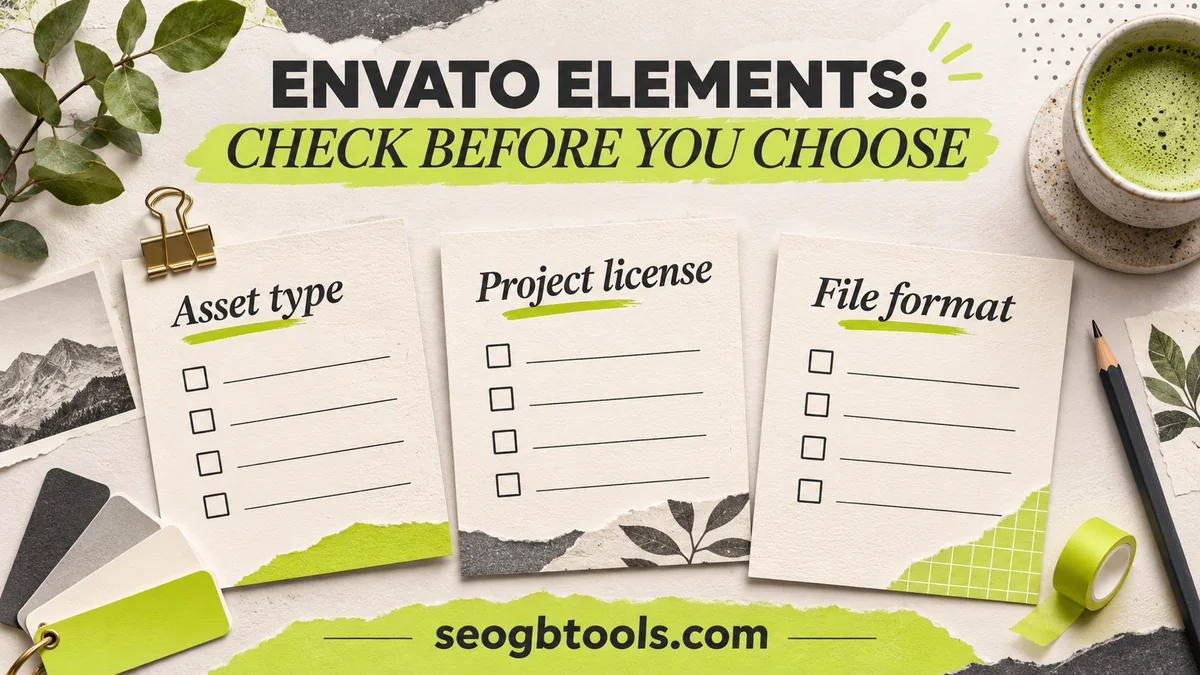 ENVATO ELEMENTS:
CHECK BEFORE YOU CHOOSE
Asset type
Project license
File format
seogbtools.com